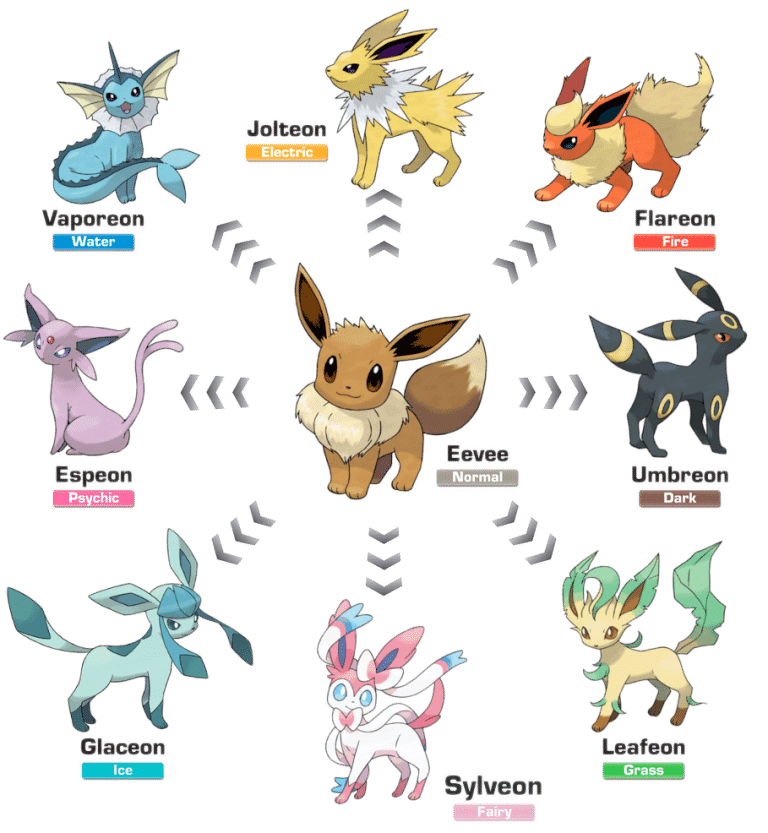 Jolteon
Electric
Vaporeon
Water
Flareon
Fire
Eevee
Normal
Espeon
Psychic
Umbreon
Dark
Glaceon
Ice
Leafeon
Grass
Sylveon
Fairy